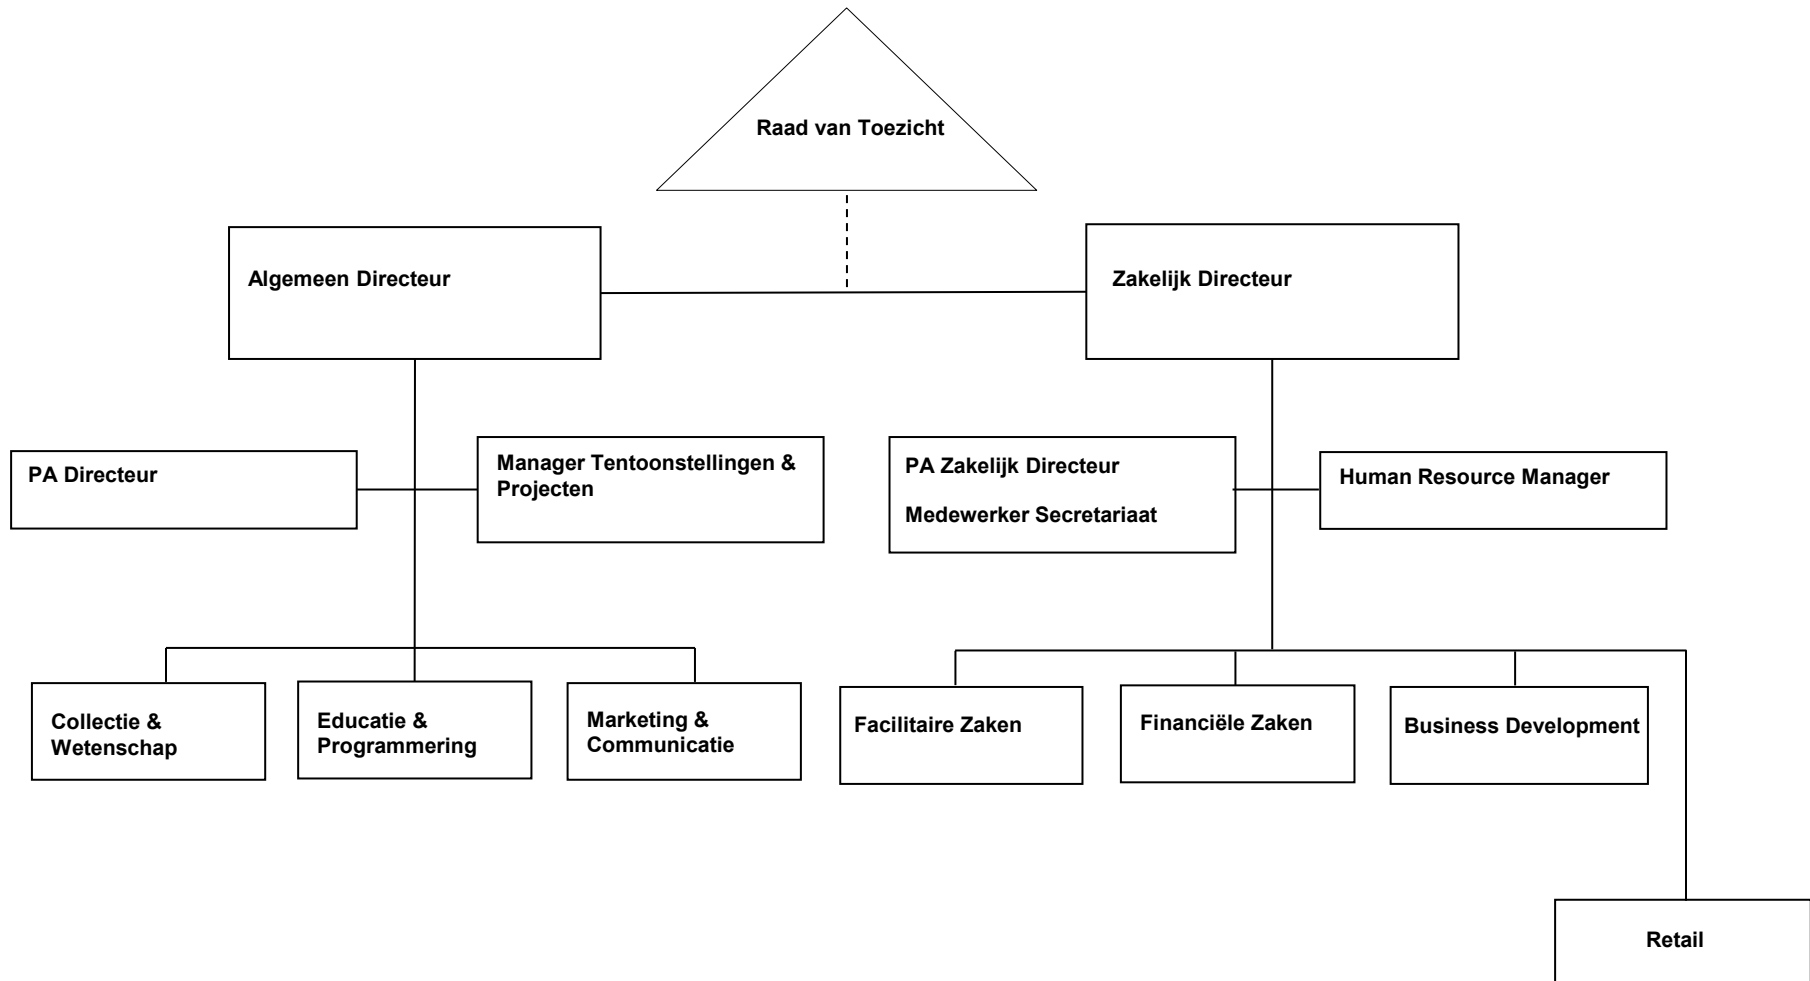 Raad van Toezicht
Algemeen Directeur
Zakelijk Directeur
PA Directeur
Manager Tentoonstellingen &
Projecten
PA Zakelijk Directeur
Medewerker Secretariaat
Human Resource Manager
Collectie &
Wetenschap
Educatie &
Programmering
Marketing &
Communicatie
Facilitaire Zaken
Financiële Zaken
Business Development
Retail